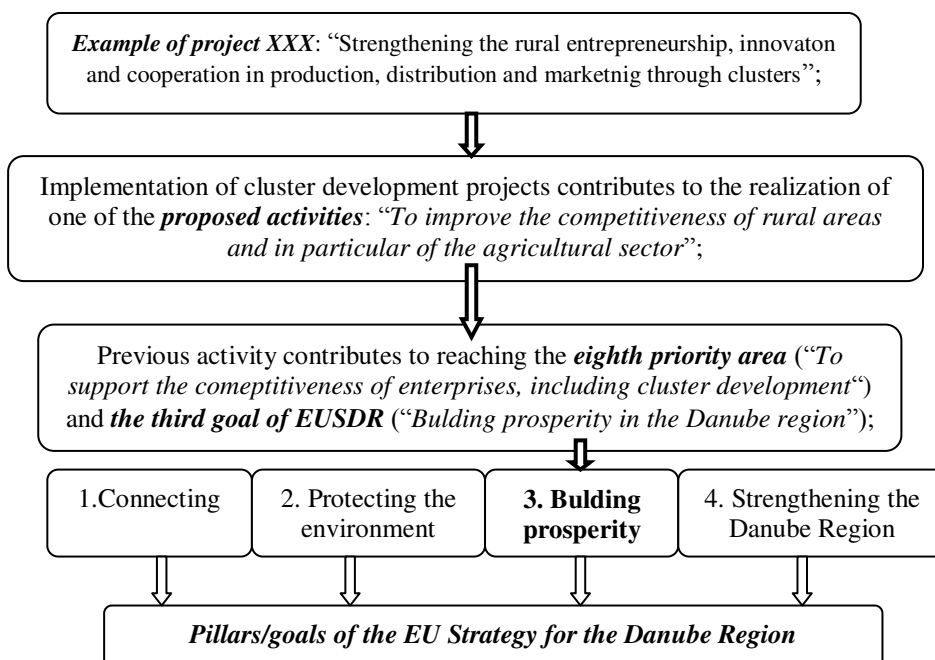 Example of project XXX: “Strengthening the rural entrepreneurship, innovaton
and cooperation in production, distribution and marketnig through clusters”;
Implementation of cluster development projects contributes to the realization of
one of the proposed activities: “To improve the competitiveness of rural areas
and in particular of the agricultural sector”;
Previous activity contributes to reaching the eighth priority area (“To
support the comeptitiveness of enterprises, including cluster development“)
and the third goal of EUSDR (“Bulding prosperity in the Danube region”);
1.Connecting
2. Protecting the
environment
3. Bulding
prosperity
4. Strengthening the
Danube Region
Pillars/goals of the EU Strategy for the Danube Region